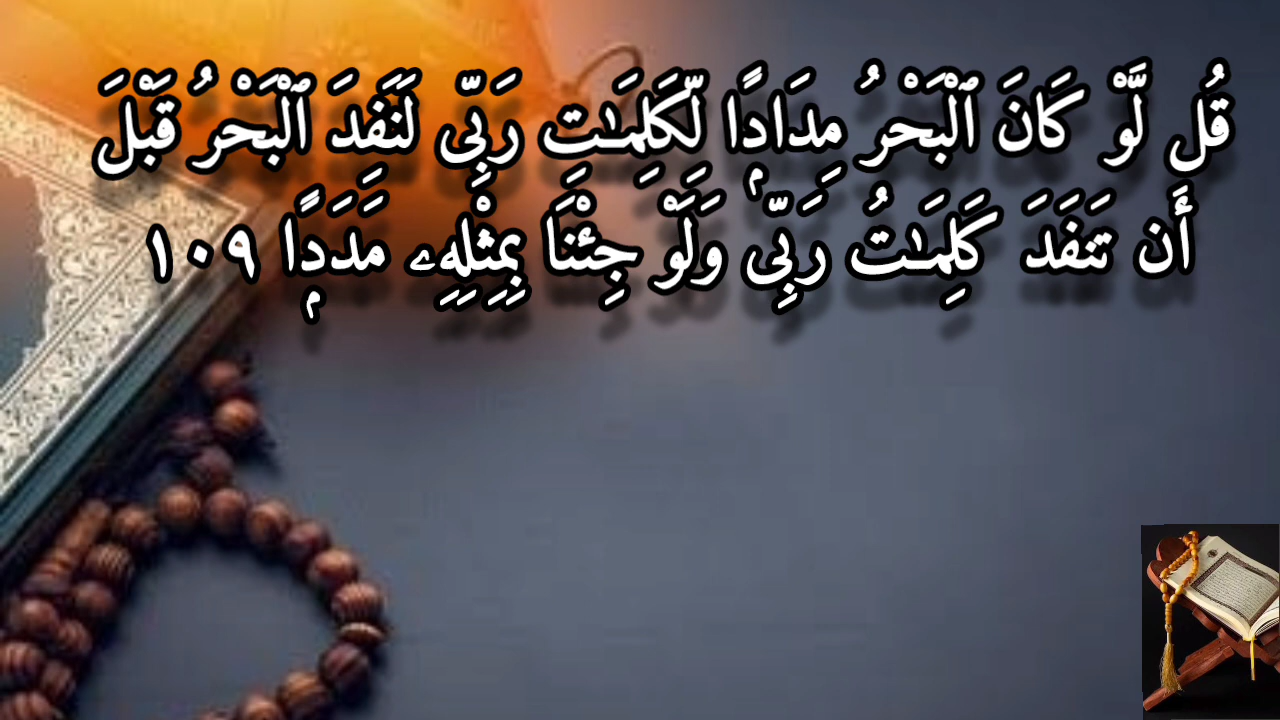 قُل لَّوْ كَانَ ٱلْبَحْرُ مِدَادًۭا لِّكَلِمَـٰتِ رَبِّى لَنَفِدَ ٱلْبَحْرُ قَبْلَ
أَن تَنفَدَ كَلِمَـٰتُ رَبِّى وَلَوْ جِئْنَا بِمِثْلِهِۦ مَدَدًۭا ١٠٩